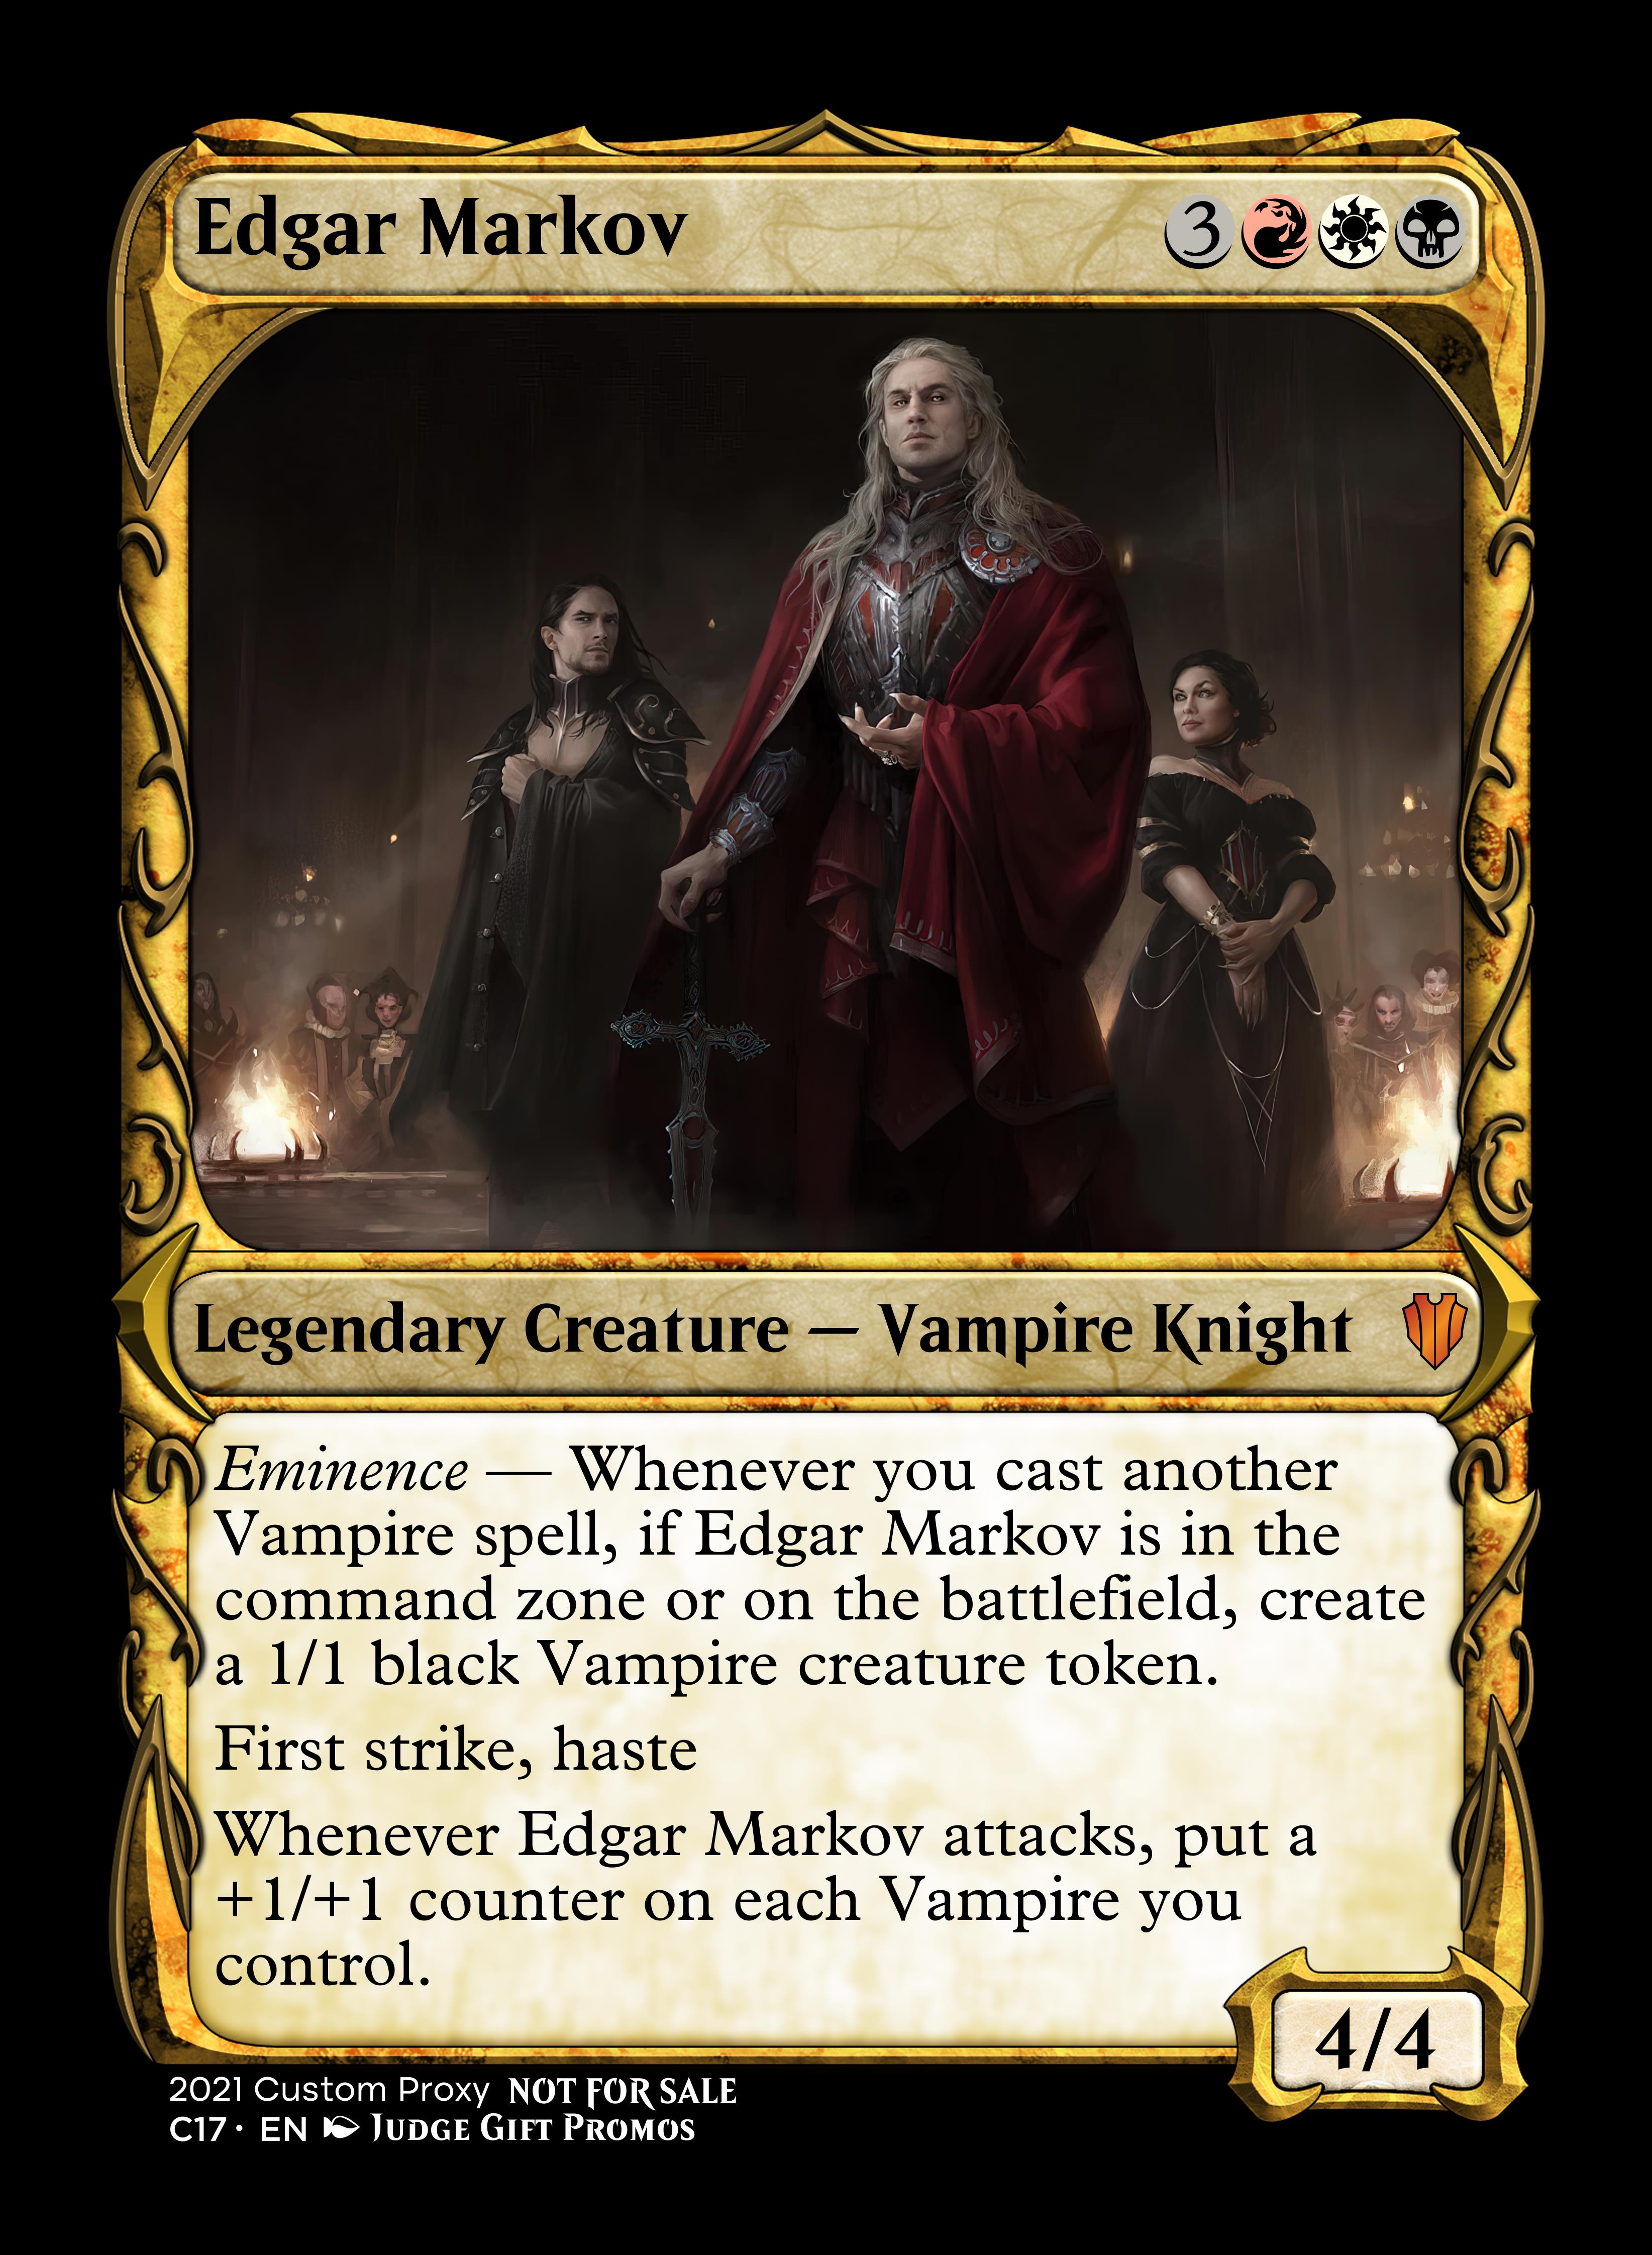 Edgar Markov 3
Legendary Creature — Vampire Knight
Eminence — Whenever you cast another
Vampire spell, if Edgar Markov is in the
command zone or on the battlefield, create
a 1/1 black Vampire creature token.
First strike, haste
Whenever Edgar Markov attacks, put a
+1/+1 counter on each Vampire you
control.
4/4
2021 Custom Proxy NOT FOR SALE
C17 · EN Judge Gift Promos